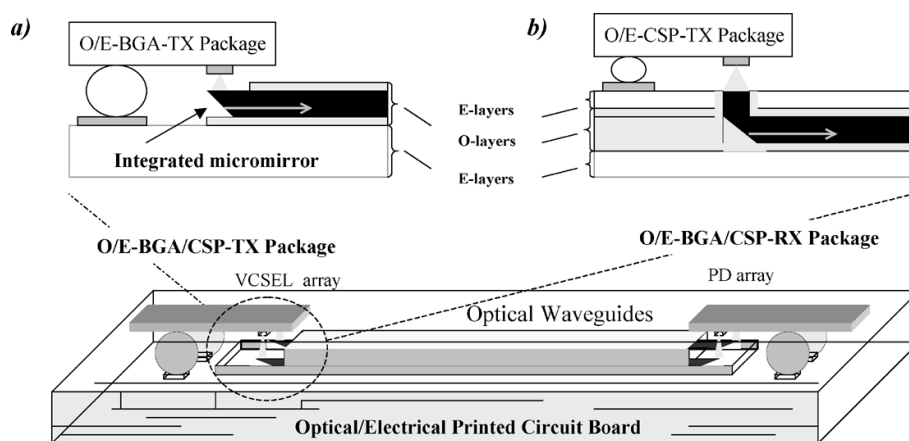 a)
O/E-BGA-TX Package
b)
O/E-CSP-TX Package
E-layers
O-layers
Integrated micromirror
E-layers
O/E-BGA/CSP-TX Package
O/E-BGA/CSP-RX Package
VCSEL array
PD array
Optical Waveguides
Optical/Electrical Printed Circuit Board